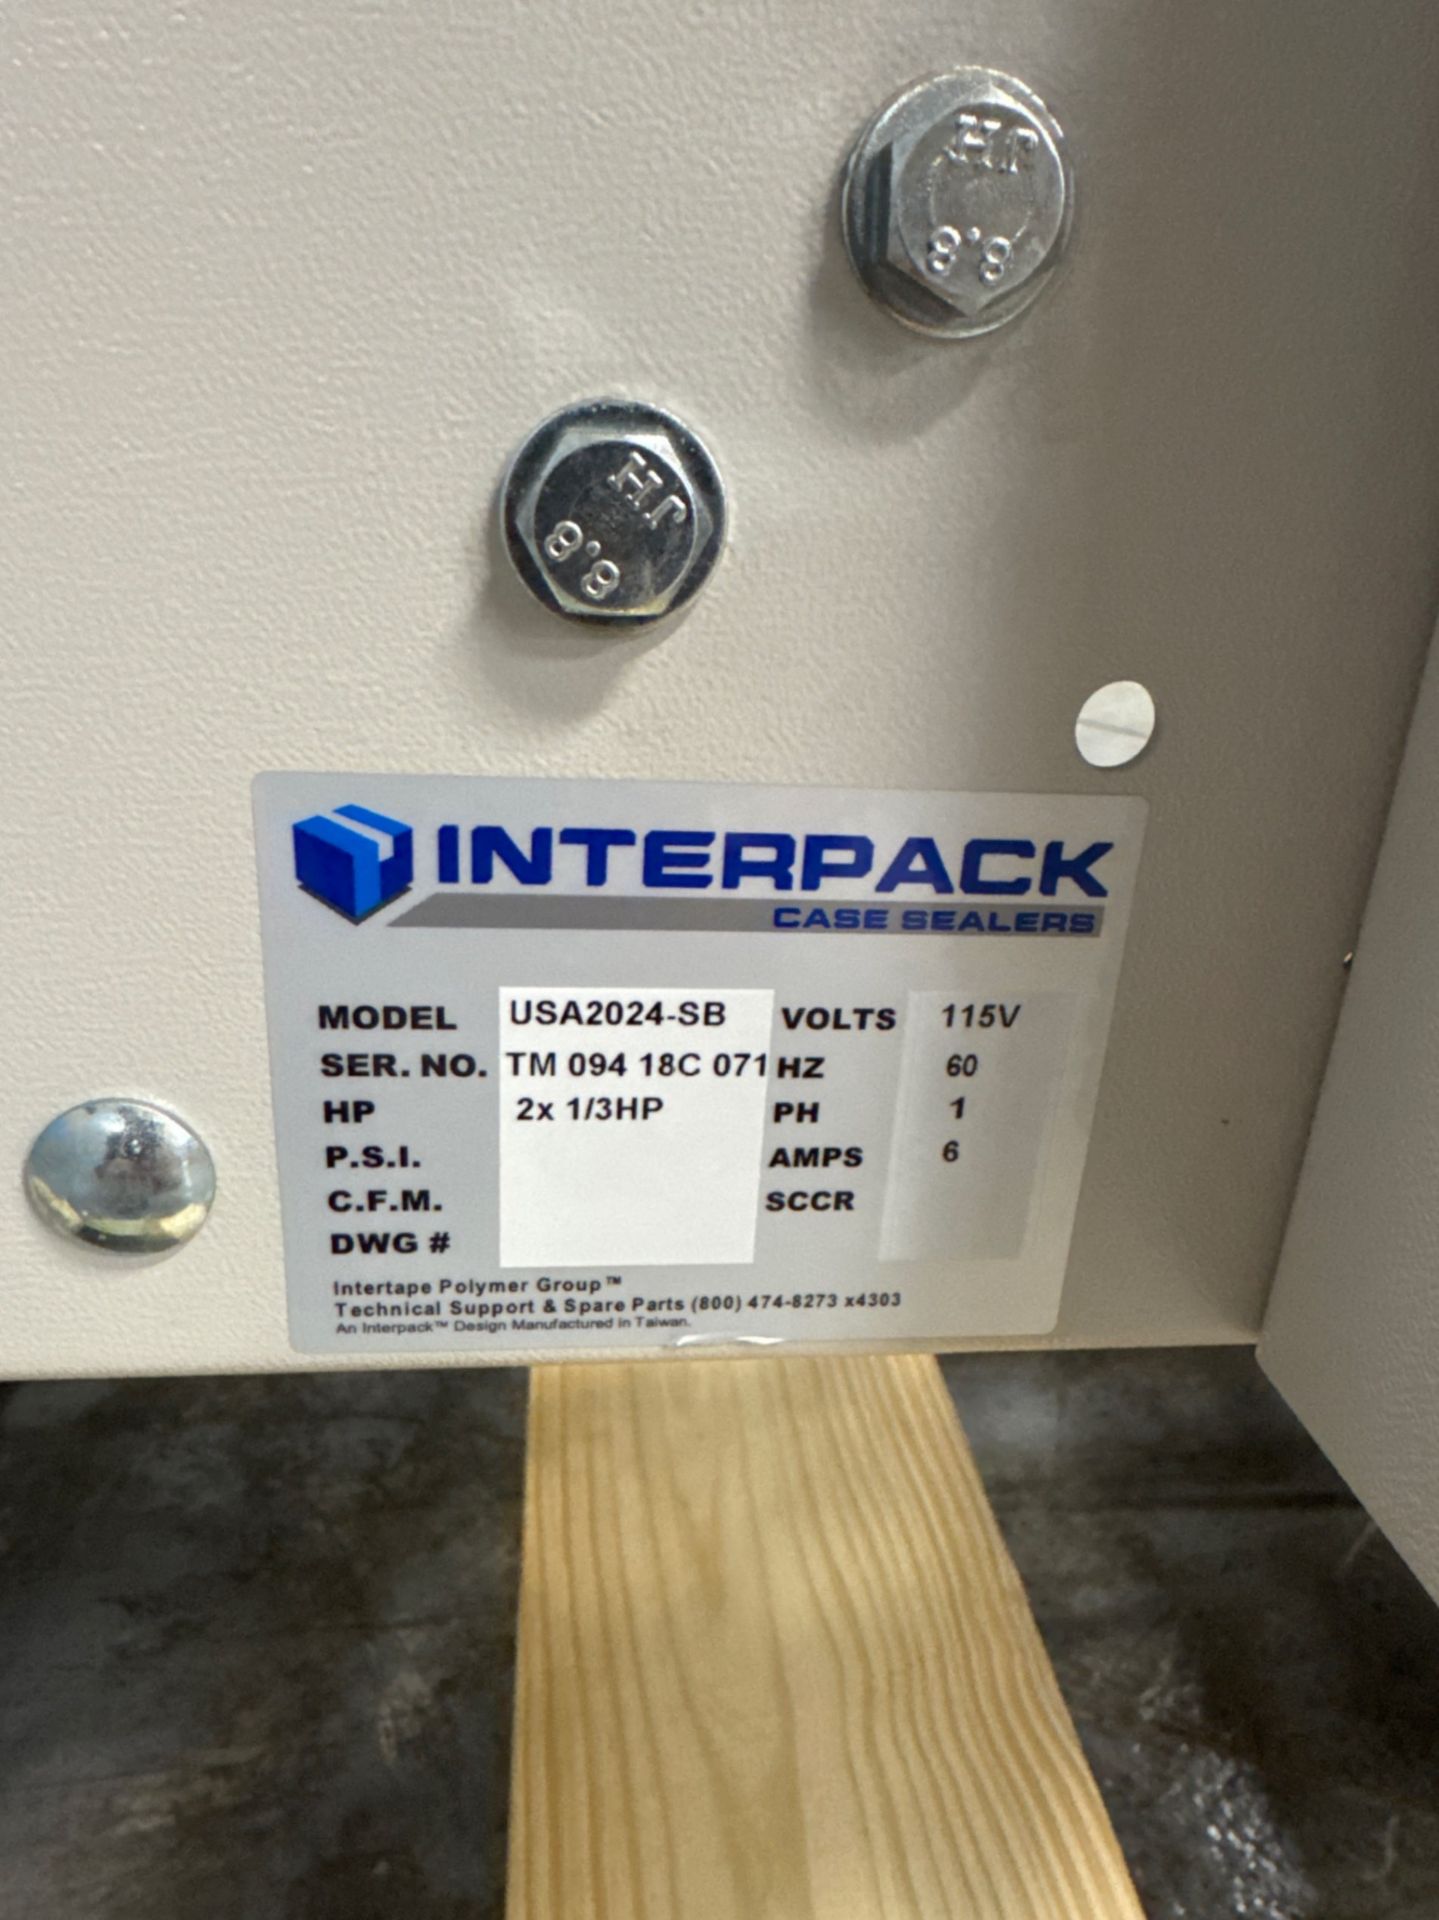 JH
8.8
JH
8.8
INTERPACK
CASE SEALERS
MODEL USA2024-SB VOLTS 115V
SER. NO. TM 094 18C 071 HZ 60
HP 2x 1/3HP PH 1
P.S.I. AMPS 6
C.F.M. SCCR
DWG #
Intertape Polymer Group™
Technical Support & Spare Parts (800) 474-8273 x4303
An Interpack™ Design Manufactured in Taiwan.